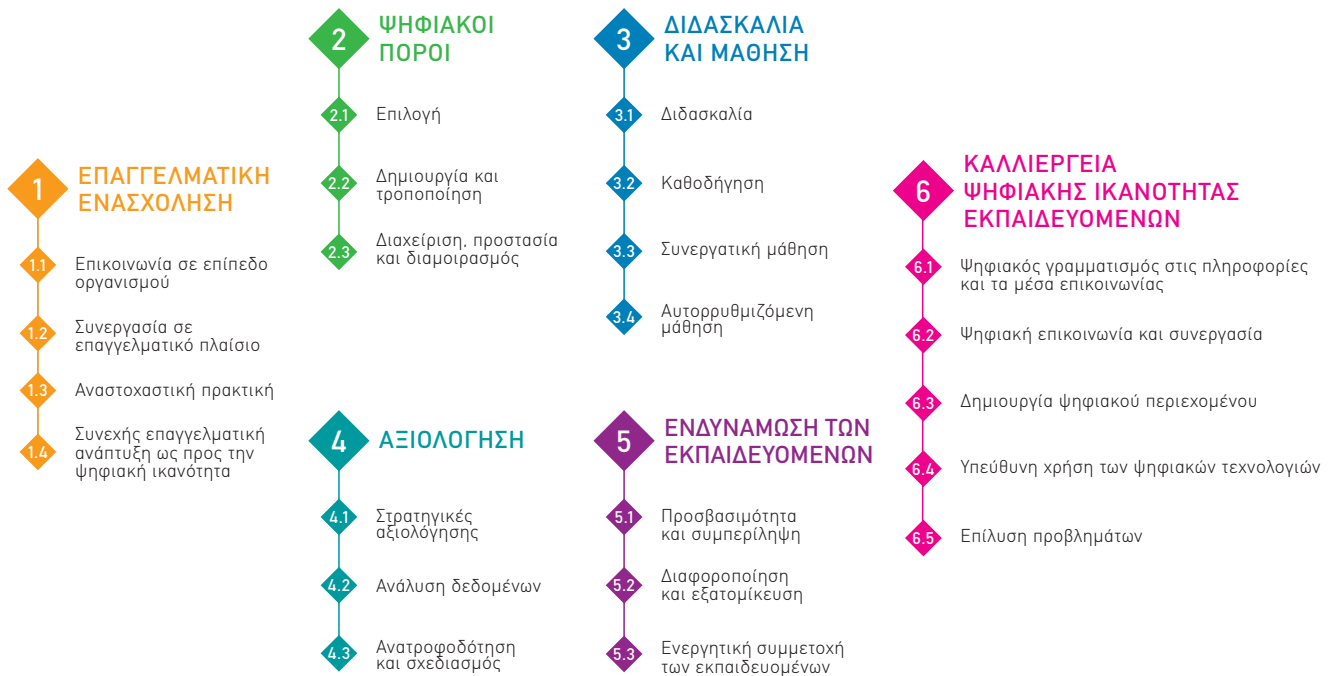 1
ΕΠΑΓΓΕΛΜΑΤΙΚΗ
ΕΝΑΣΧΟΛΗΣΗ
1.1
Επικοινωνία σε επίπεδο
οργανισμού
1.2
Συνεργασία σε
επαγγελματικό πλαίσιο
1.3
Αναστοχαστική πρακτική
1.4
Συνεχής επαγγελματική
ανάπτυξη ως προς την
ψηφιακή ικανότητα
2
ΨΗΦΙΑΚΟΙ
ΠΟΡΟΙ
2.1
Επιλογή
2.2
Δημιουργία και
τροποποίηση
2.3
Διαχείριση, προστασία
και διαμοιρασμός
3
ΔΙΔΑΣΚΑΛΙΑ
ΚΑΙ ΜΑΘΗΣΗ
3.1
Διδασκαλία
3.2
Καθοδήγηση
3.3
Συνεργατική μάθηση
3.4
Αυτορρυθμιζόμενη
μάθηση
4
ΑΞΙΟΛΟΓΗΣΗ
4.1
Στρατηγικές
αξιολόγησης
4.2
Ανάλυση δεδομένων
4.3
Ανατροφοδότηση
και σχεδιασμός
5
ΕΝΔΥΝΑΜΩΣΗ ΤΩΝ
ΕΚΠΑΙΔΕΥΟΜΕΝΩΝ
5.1
Προσβασιμότητα
και συμπερίληψη
5.2
Διαφοροποίηση
και εξατομίκευση
5.3
Ενεργητική συμμετοχή
των εκπαιδευομένων
6
ΚΑΛΛΙΕΡΓΕΙΑ
ΨΗΦΙΑΚΗΣ ΙΚΑΝΟΤΗΤΑΣ
ΕΚΠΑΙΔΕΥΟΜΕΝΩΝ
6.1
Ψηφιακός γραμματισμός στις πληροφορίες
και τα μέσα επικοινωνίας
6.2
Ψηφιακή επικοινωνία και συνεργασία
6.3
Δημιουργία ψηφιακού περιεχομένου
6.4
Υπεύθυνη χρήση των ψηφιακών τεχνολογιών
6.5
Επίλυση προβλημάτων